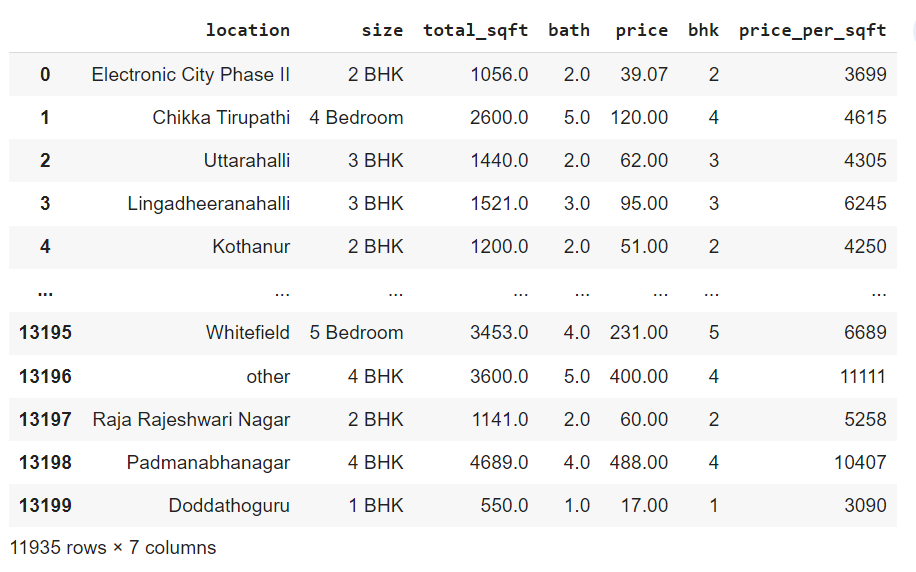 location size total_sqft bath price bhk price_per_sqft
0 Electronic City Phase II 2 BHK 1056.0 2.0 39.07 2 3699
1 Chikka Tirupathi 4 Bedroom 2600.0 5.0 120.00 4 4615
2 Uttarahalli 3 BHK 1440.0 2.0 62.00 3 4305
3 Lingadheeranahalli 3 BHK 1521.0 3.0 95.00 3 6245
4 Kothanur 2 BHK 1200.0 2.0 51.00 2 4250
... ... ... ... ... ... ... ...
13195 Whitefield 5 Bedroom 3453.0 4.0 231.00 5 6689
13196 other 4 BHK 3600.0 5.0 400.00 4 11111
13197 Raja Rajeshwari Nagar 2 BHK 1141.0 2.0 60.00 2 5258
13198 Padmanabhanagar 4 BHK 4689.0 4.0 488.00 4 10407
13199 Doddathoguru 1 BHK 550.0 1.0 17.00 1 3090
11935 rows × 7 columns